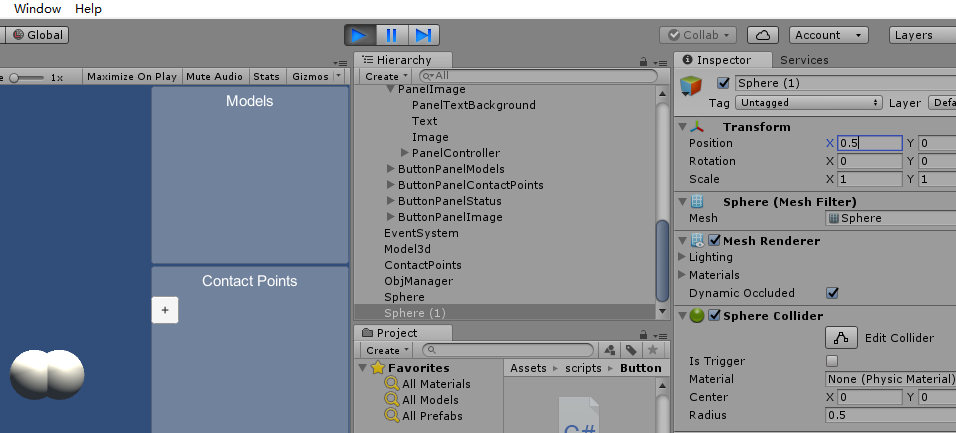 Window Help
Global
Collab Account Layers
1x Maximize On Play Mute Audio Stats Gizmos
Models
Contact Points
+
Hierarchy
Create All
PanelImage
PanelTextBackground
Text
Image
PanelController
ButtonPanelModels
ButtonPanelContactPoints
ButtonPanelStatus
ButtonPanelImage
EventSystem
Model3d
ContactPoints
ObjManager
Sphere
Sphere (1)
Project
Create
Favorites
All Materials
All Models
All Prefabs
Assets scripts Button
C#
Inspector Services
Sphere (1)
Tag Untagged Layer Defa
Transform
Position X 0.5 Y 0
Rotation X 0 Y 0
Scale X 1 Y 1
Sphere (Mesh Filter)
Mesh Sphere
Mesh Renderer
Lighting
Materials
Dynamic Occluded
Sphere Collider
Edit Collider
Is Trigger
Material None (Physic Material)
Center X 0 Y 0
Radius 0.5